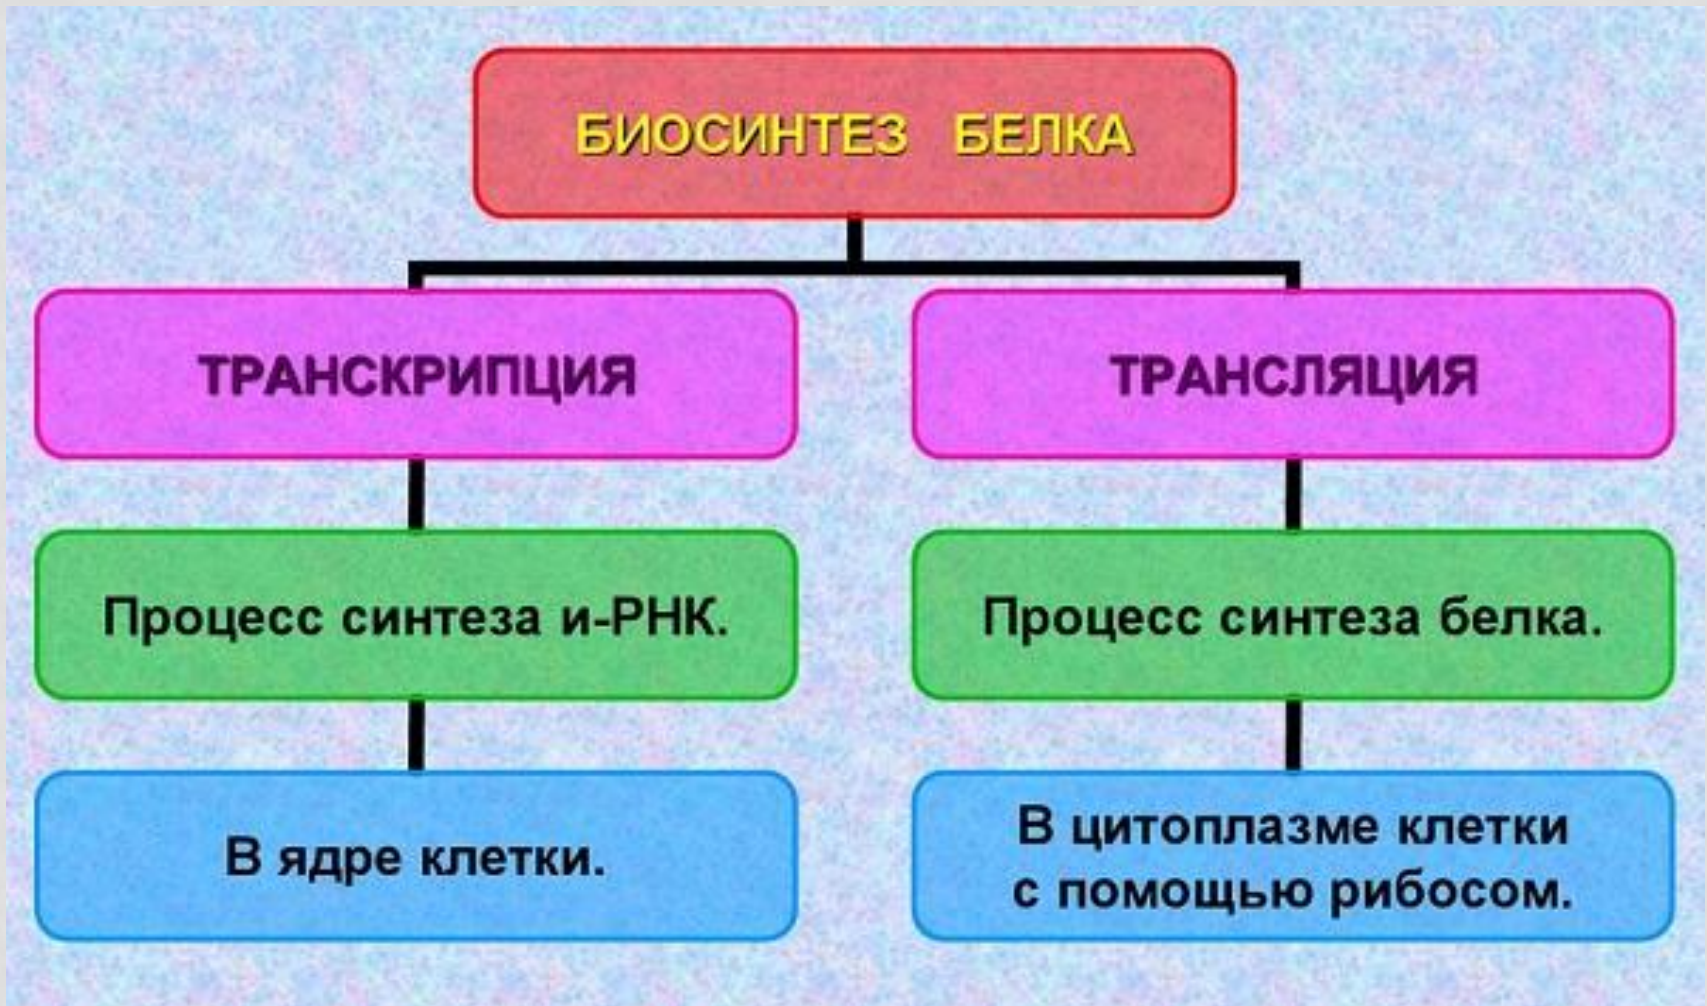 БИОСИНТЕЗ БЕЛКА
ТРАНСКРИПЦИЯ
ТРАНСЛЯЦИЯ
Процесс синтеза и-РНК.
Процесс синтеза белка.
В ядре клетки.
В цитоплазме клетки
с помощью рибосом.